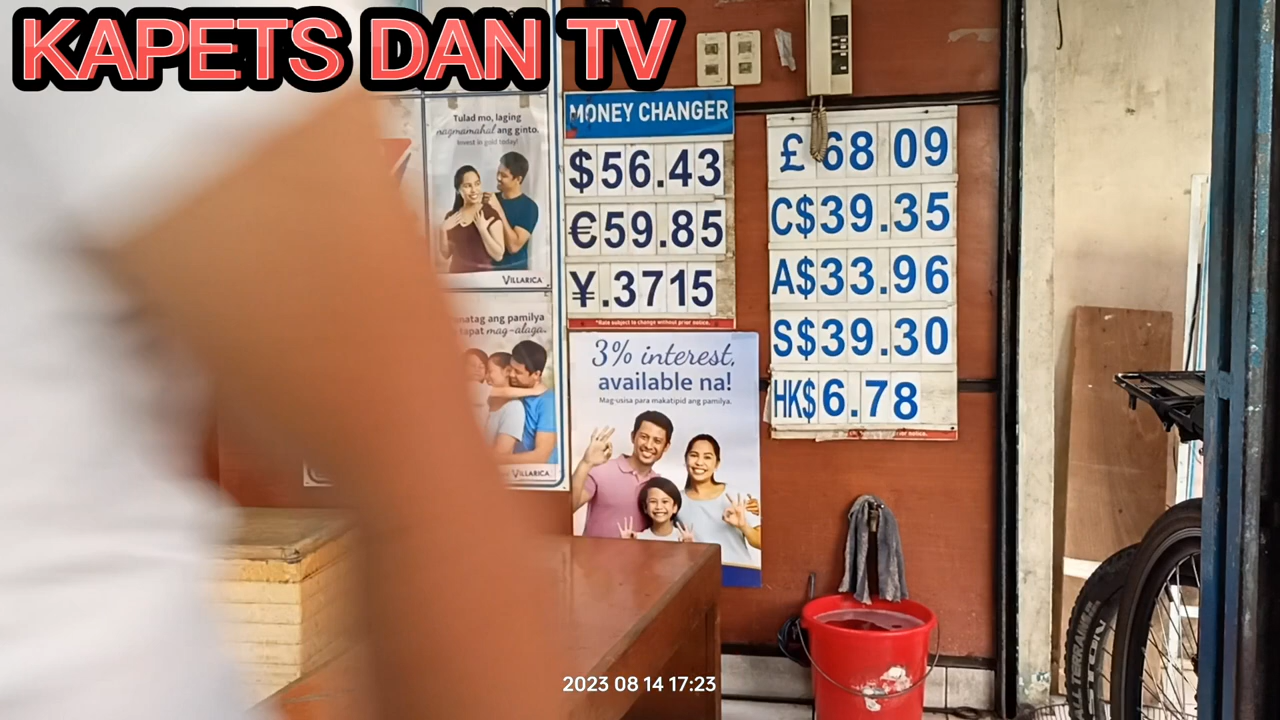 KAPETS DAN TV
Tulad mo, laging
nagmamahal ang ginto.
Invest in gold today!
VILLARICA
pamilya
mag-alaga.
VILLARICA
MONEY CHANGER
$56.43
€59.85
¥.3715
*Rate subject to change without prior notice.
3% interest,
available na!
Mag-usisa para makatipid ang pamilya.
£68 09
C$39.35
A$33.96
S$39.30
HK$6.78
notice.
2023 08 14 17:23